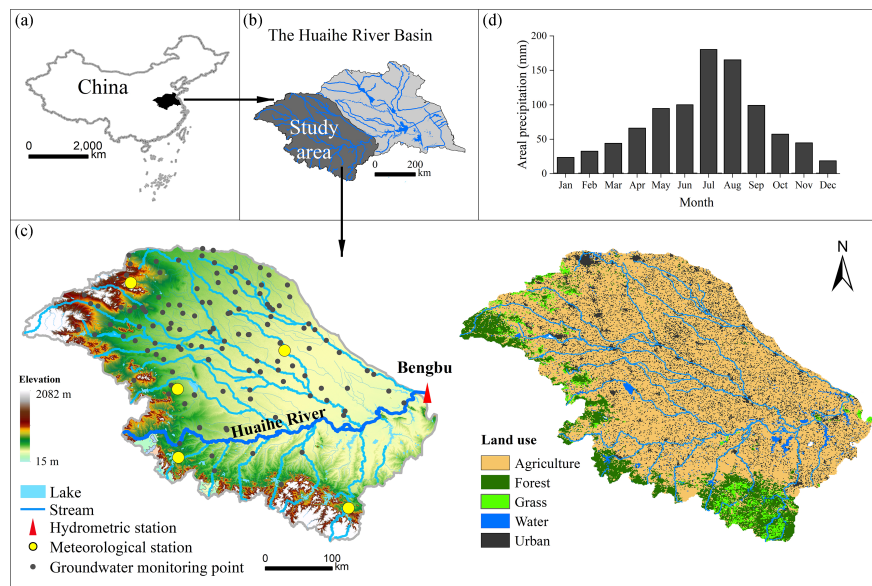 (a)
China
0
2,000
km
(b)
The Huaihe River Basin
Study
area
0
200
km
(d)
Areal precipitation (mm)
200
150
100
50
0
Jan Feb Mar Apr May Jun Jul Aug Sep Oct Nov Dec
Month
(c)
Bengbu
Huaihe River
Elevation
2082 m
15 m
Lake
Stream
Hydrometric station
Meteorological station
Groundwater monitoring point
0
100
km
N
Land use
Agriculture
Forest
Grass
Water
Urban